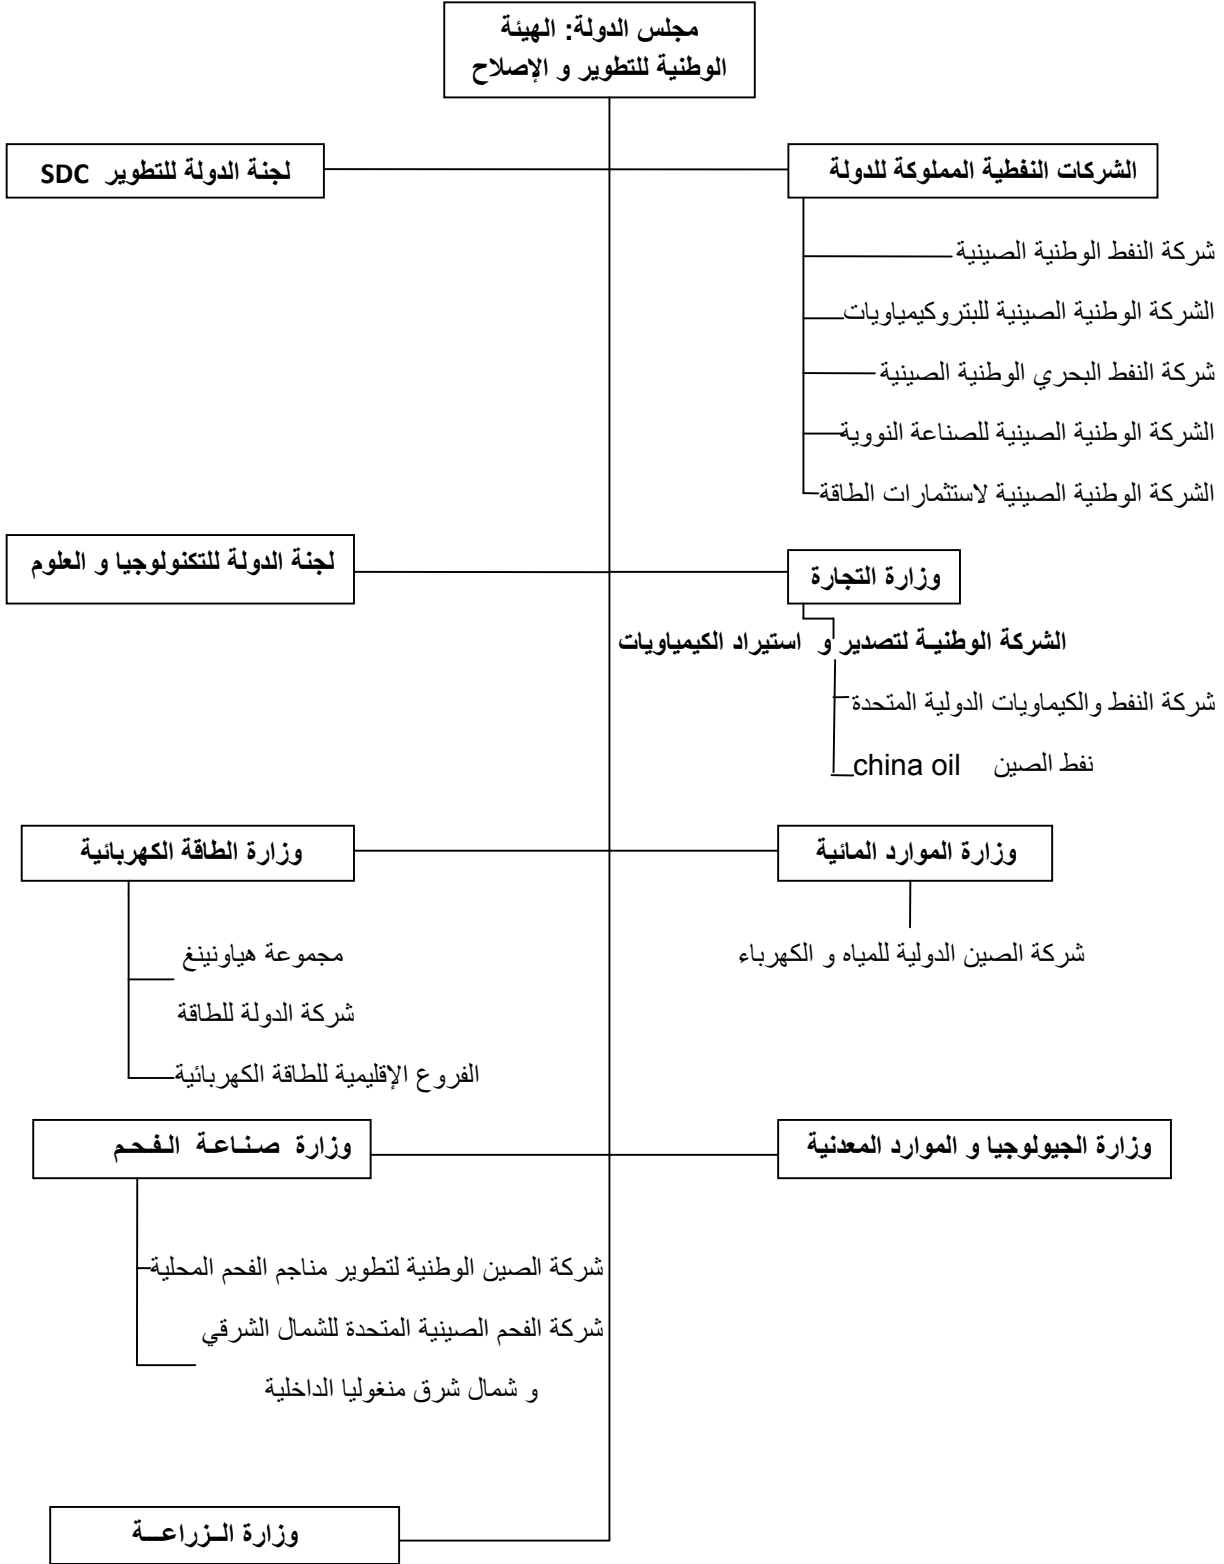 مجلس الدولة: الهيئة
الوطنية للتطوير و الإصلاح
الشركات النفطية المملوكة للدولة
لجنة الدولة للتطوير SDC
شركة النفط الوطنية الصينية
الشركة الوطنية الصينية للبتروكيمياويات
شركة النفط البحري الوطنية الصينية
الشركة الوطنية الصينية للصناعة النووية
الشركة الوطنية الصينية لاستثمارات الطاقة
وزارة التجارة
لجنة الدولة للتكنولوجيا و العلوم
الشركة الوطنيـة لتصدير و استيراد الكيمياويات
شركة النفط والكيماويات الدولية المتحدة
نفط الصين china oil
وزارة الموارد المائية
وزارة الطاقة الكهربائية
شركة الصين الدولية للمياه و الكهرباء
مجموعة هياونينغ
شركة الدولة للطاقة
الفروع الإقليمية للطاقة الكهربائية
وزارة الجيولوجيا و الموارد المعدنية
وزارة صـناعـة الـفـحـم
شركة الصين الوطنية لتطوير مناجم الفحم المحلية
شركة الفحم الصينية المتحدة للشمال الشرقي
و شمال شرق منغوليا الداخلية
وزارة الــزراعـــة